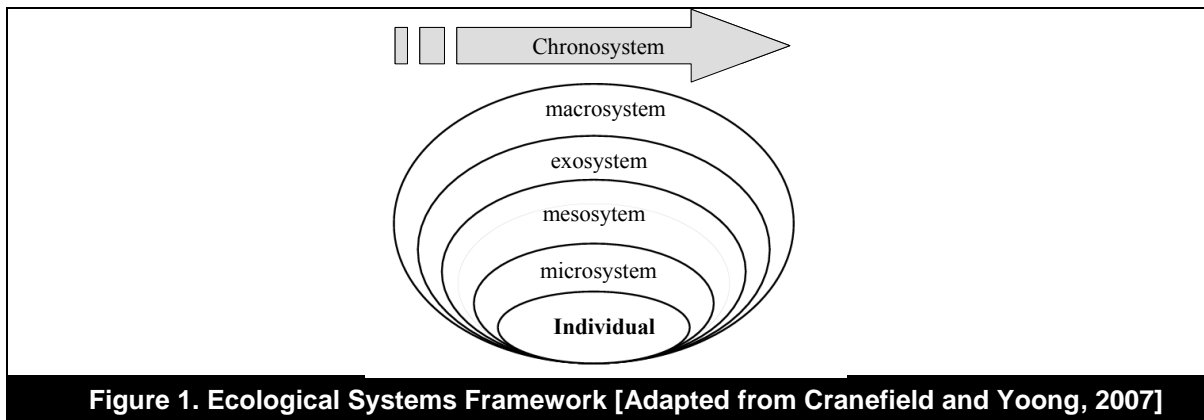 Chronosystem
macrosystem
exosystem
mesosytem
microsystem
Individual
Figure 1. Ecological Systems Framework [Adapted from Cranefield and Yoong, 2007]